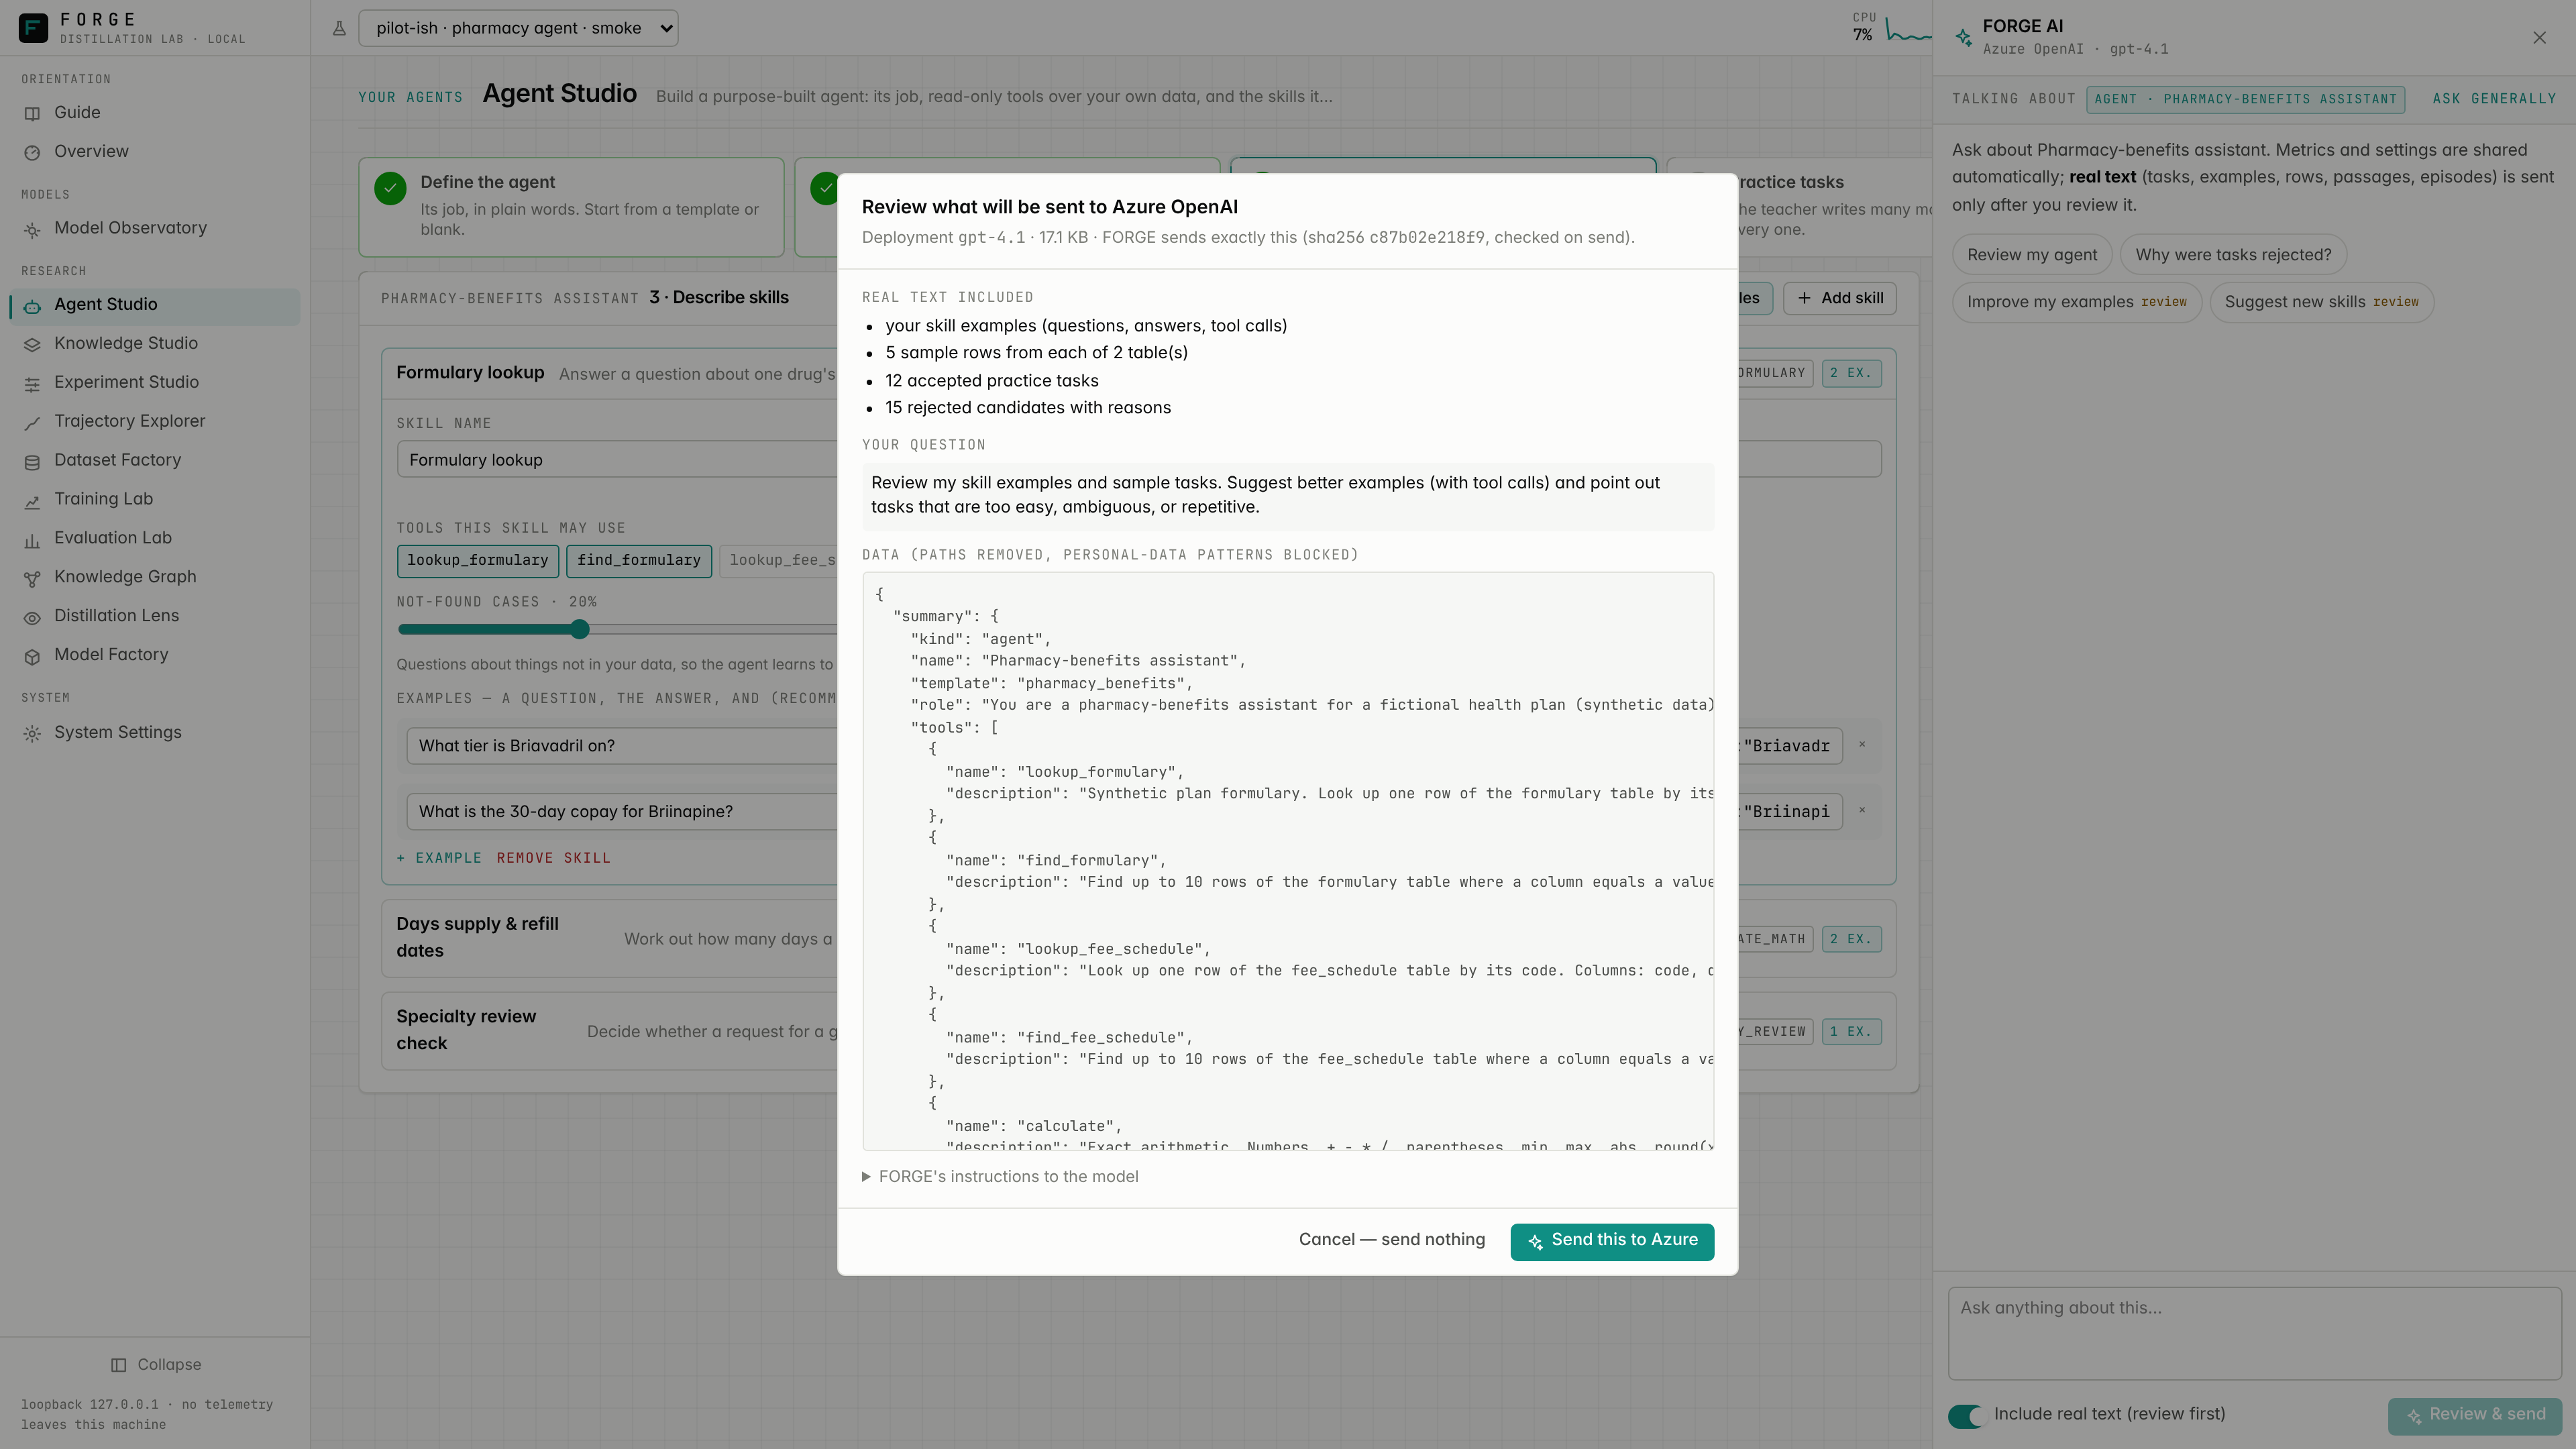 FORGE
DISTILLATION LAB · LOCAL
ORIENTATION
Guide
Overview
MODELS
Model Observatory
RESEARCH
Agent Studio
Knowledge Studio
Experiment Studio
Trajectory Explorer
Dataset Factory
Training Lab
Evaluation Lab
Knowledge Graph
Distillation Lens
Model Factory
SYSTEM
System Settings
Collapse
loopback 127.0.0.1 · no telemetry
leaves this machine
pilot-ish · pharmacy agent · smoke
CPU
7%
YOUR AGENTS Agent Studio Build a purpose-built agent: its job, read-only tools over your own data, and the skills it...
Define the agent
Its job, in plain words. Start from a template or
blank.
ractice tasks
he teacher writes many mo
very one.
PHARMACY-BENEFITS ASSISTANT 3 · Describe skills
les
+ Add skill
Formulary lookup Answer a question about one drug's
ORMULARY
2 EX.
SKILL NAME
Formulary lookup
TOOLS THIS SKILL MAY USE
lookup_formulary find_formulary lookup_fee_s
NOT-FOUND CASES · 20%
Questions about things not in your data, so the agent learns to
EXAMPLES — A QUESTION, THE ANSWER, AND (RECOMM
What tier is Briavadril on?
:"Briavadr ×
What is the 30-day copay for Briinapine?
:"Briinapi ×
+ EXAMPLE REMOVE SKILL
Days supply & refill
dates
Work out how many days a
ATE_MATH
2 EX.
Specialty review
check
Decide whether a request for a g
Y_REVIEW
1 EX.
Review what will be sent to Azure OpenAI
Deployment gpt-4.1 · 17.1 KB · FORGE sends exactly this (sha256 c87b02e218f9, checked on send).
REAL TEXT INCLUDED
• your skill examples (questions, answers, tool calls)
• 5 sample rows from each of 2 table(s)
• 12 accepted practice tasks
• 15 rejected candidates with reasons
YOUR QUESTION
Review my skill examples and sample tasks. Suggest better examples (with tool calls) and point out
tasks that are too easy, ambiguous, or repetitive.
DATA (PATHS REMOVED, PERSONAL-DATA PATTERNS BLOCKED)
{
"summary": {
"kind": "agent",
"name": "Pharmacy-benefits assistant",
"template": "pharmacy_benefits",
"role": "You are a pharmacy-benefits assistant for a fictional health plan (synthetic data)
"tools": [
{
"name": "lookup_formulary",
"description": "Synthetic plan formulary. Look up one row of the formulary table by its
},
{
"name": "find_formulary",
"description": "Find up to 10 rows of the formulary table where a column equals a value
},
{
"name": "lookup_fee_schedule",
"description": "Look up one row of the fee_schedule table by its code. Columns: code, d
},
{
"name": "find_fee_schedule",
"description": "Find up to 10 rows of the fee_schedule table where a column equals a va
},
{
"name": "calculate",
"description": "Exact arithmetic. Numbers, + - * /, parentheses, min, max, abs, round(x
▶ FORGE's instructions to the model
Cancel — send nothing
Send this to Azure
FORGE AI
Azure OpenAI · gpt-4.1
TALKING ABOUT AGENT · PHARMACY-BENEFITS ASSISTANT ASK GENERALLY
Ask about Pharmacy-benefits assistant. Metrics and settings are shared
automatically; real text (tasks, examples, rows, passages, episodes) is sent
only after you review it.
Review my agent
Why were tasks rejected?
Improve my examples review
Suggest new skills review
Ask anything about this...
Include real text (review first)
Review & send